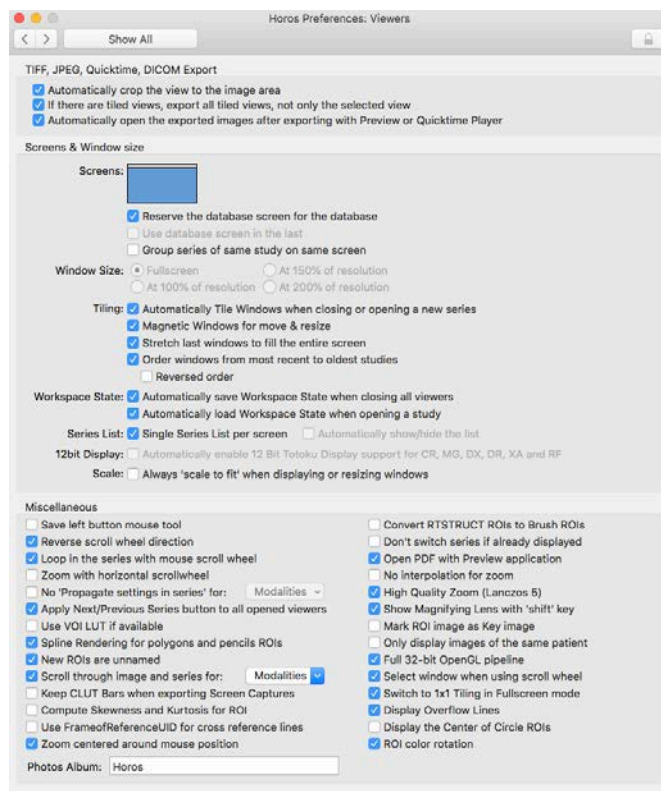 Horos Preferences: Viewers
Show All
TIFF, JPEG, Quicktime, DICOM Export
Automatically crop the view to the image area
If there are tiled views, export all tiled views, not only the selected view
Automatically open the exported images after exporting with Preview or Quicktime Player
Screens & Window size
Screens:
Reserve the database screen for the database
Use database screen in the last
Group series of same study on same screen
Window Size: Fullscreen At 150% of resolution
At 100% of resolution At 200% of resolution
Tiling: Automatically Tile Windows when closing or opening a new series
Magnetic Windows for move & resize
Stretch last windows to fill the entire screen
Order windows from most recent to oldest studies
Reversed order
Workspace State: Automatically save Workspace State when closing all viewers
Automatically load Workspace State when opening a study
Series List: Single Series List per screen Automatically show/hide the list
12bit Display: Automatically enable 12 Bit Totoku Display support for CR, MG, DX, DR, XA and RF
Scale: Always 'scale to fit' when displaying or resizing windows
Miscellaneous
Save left button mouse tool
Reverse scroll wheel direction
Loop in the series with mouse scroll wheel
Zoom with horizontal scrollwheel
No 'Propagate settings in series' for: Modalities
Apply Next/Previous Series button to all opened viewers
Use VOI LUT if available
Spline Rendering for polygons and pencils ROIs
New ROIs are unnamed
Scroll through image and series for: Modalities
Keep CLUT Bars when exporting Screen Captures
Compute Skewness and Kurtosis for ROI
Use FrameofReferenceUID for cross reference lines
Zoom centered around mouse position
Convert RTSTRUCT ROIs to Brush ROIs
Don't switch series if already displayed
Open PDF with Preview application
No interpolation for zoom
High Quality Zoom (Lanczos 5)
Show Magnifying Lens with 'shift' key
Mark ROI image as Key image
Only display images of the same patient
Full 32-bit OpenGL pipeline
Select window when using scroll wheel
Switch to 1x1 Tiling in Fullscreen mode
Display Overflow Lines
Display the Center of Circle ROIs
ROI color rotation
Photos Album: Horos